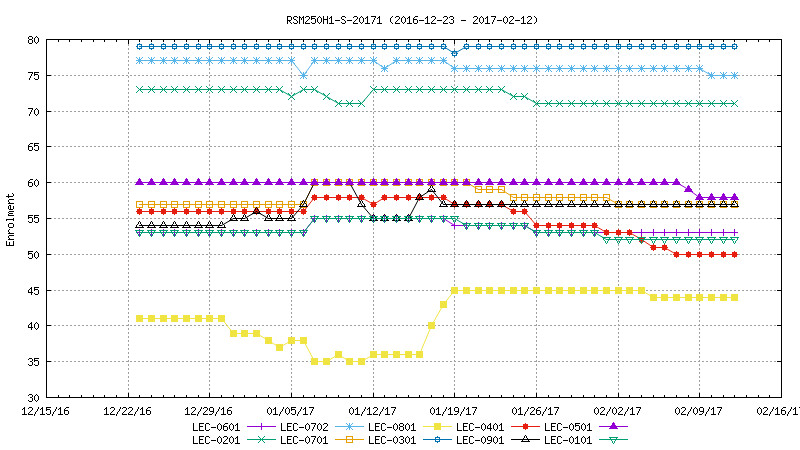 RSM250H1-S-20171 (2016-12-23 - 2017-02-12)
80
75
70
65
60
55
50
45
40
35
30
Enrolment
12/15/16 12/22/16 12/29/16 01/05/17 01/12/17 01/19/17 01/26/17 02/02/17 02/09/17 02/16/17
LEC-0601 LEC-0702 LEC-0801 LEC-0401 LEC-0501
LEC-0201 LEC-0701 LEC-0301 LEC-0901 LEC-0101